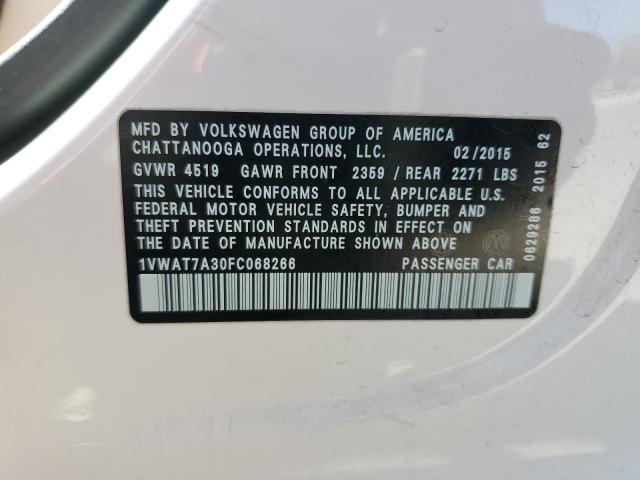 MFD BY VOLKSWAGEN GROUP OF AMERICA
CHATTANOOGA OPERATIONS, LLC. 02/2015
GVWR 4519 GAWR FRONT 2359 / REAR 2271 LBS
THIS VEHICLE CONFORMS TO ALL APPLICABLE U.S.
FEDERAL MOTOR VEHICLE SAFETY, BUMPER AND
THEFT PREVENTION STANDARDS IN EFFECT ON
THE DATE OF MANUFACTURE SHOWN ABOVE
1VWAT7A30FC068266 PASSENGER CAR
0629286 2015 62